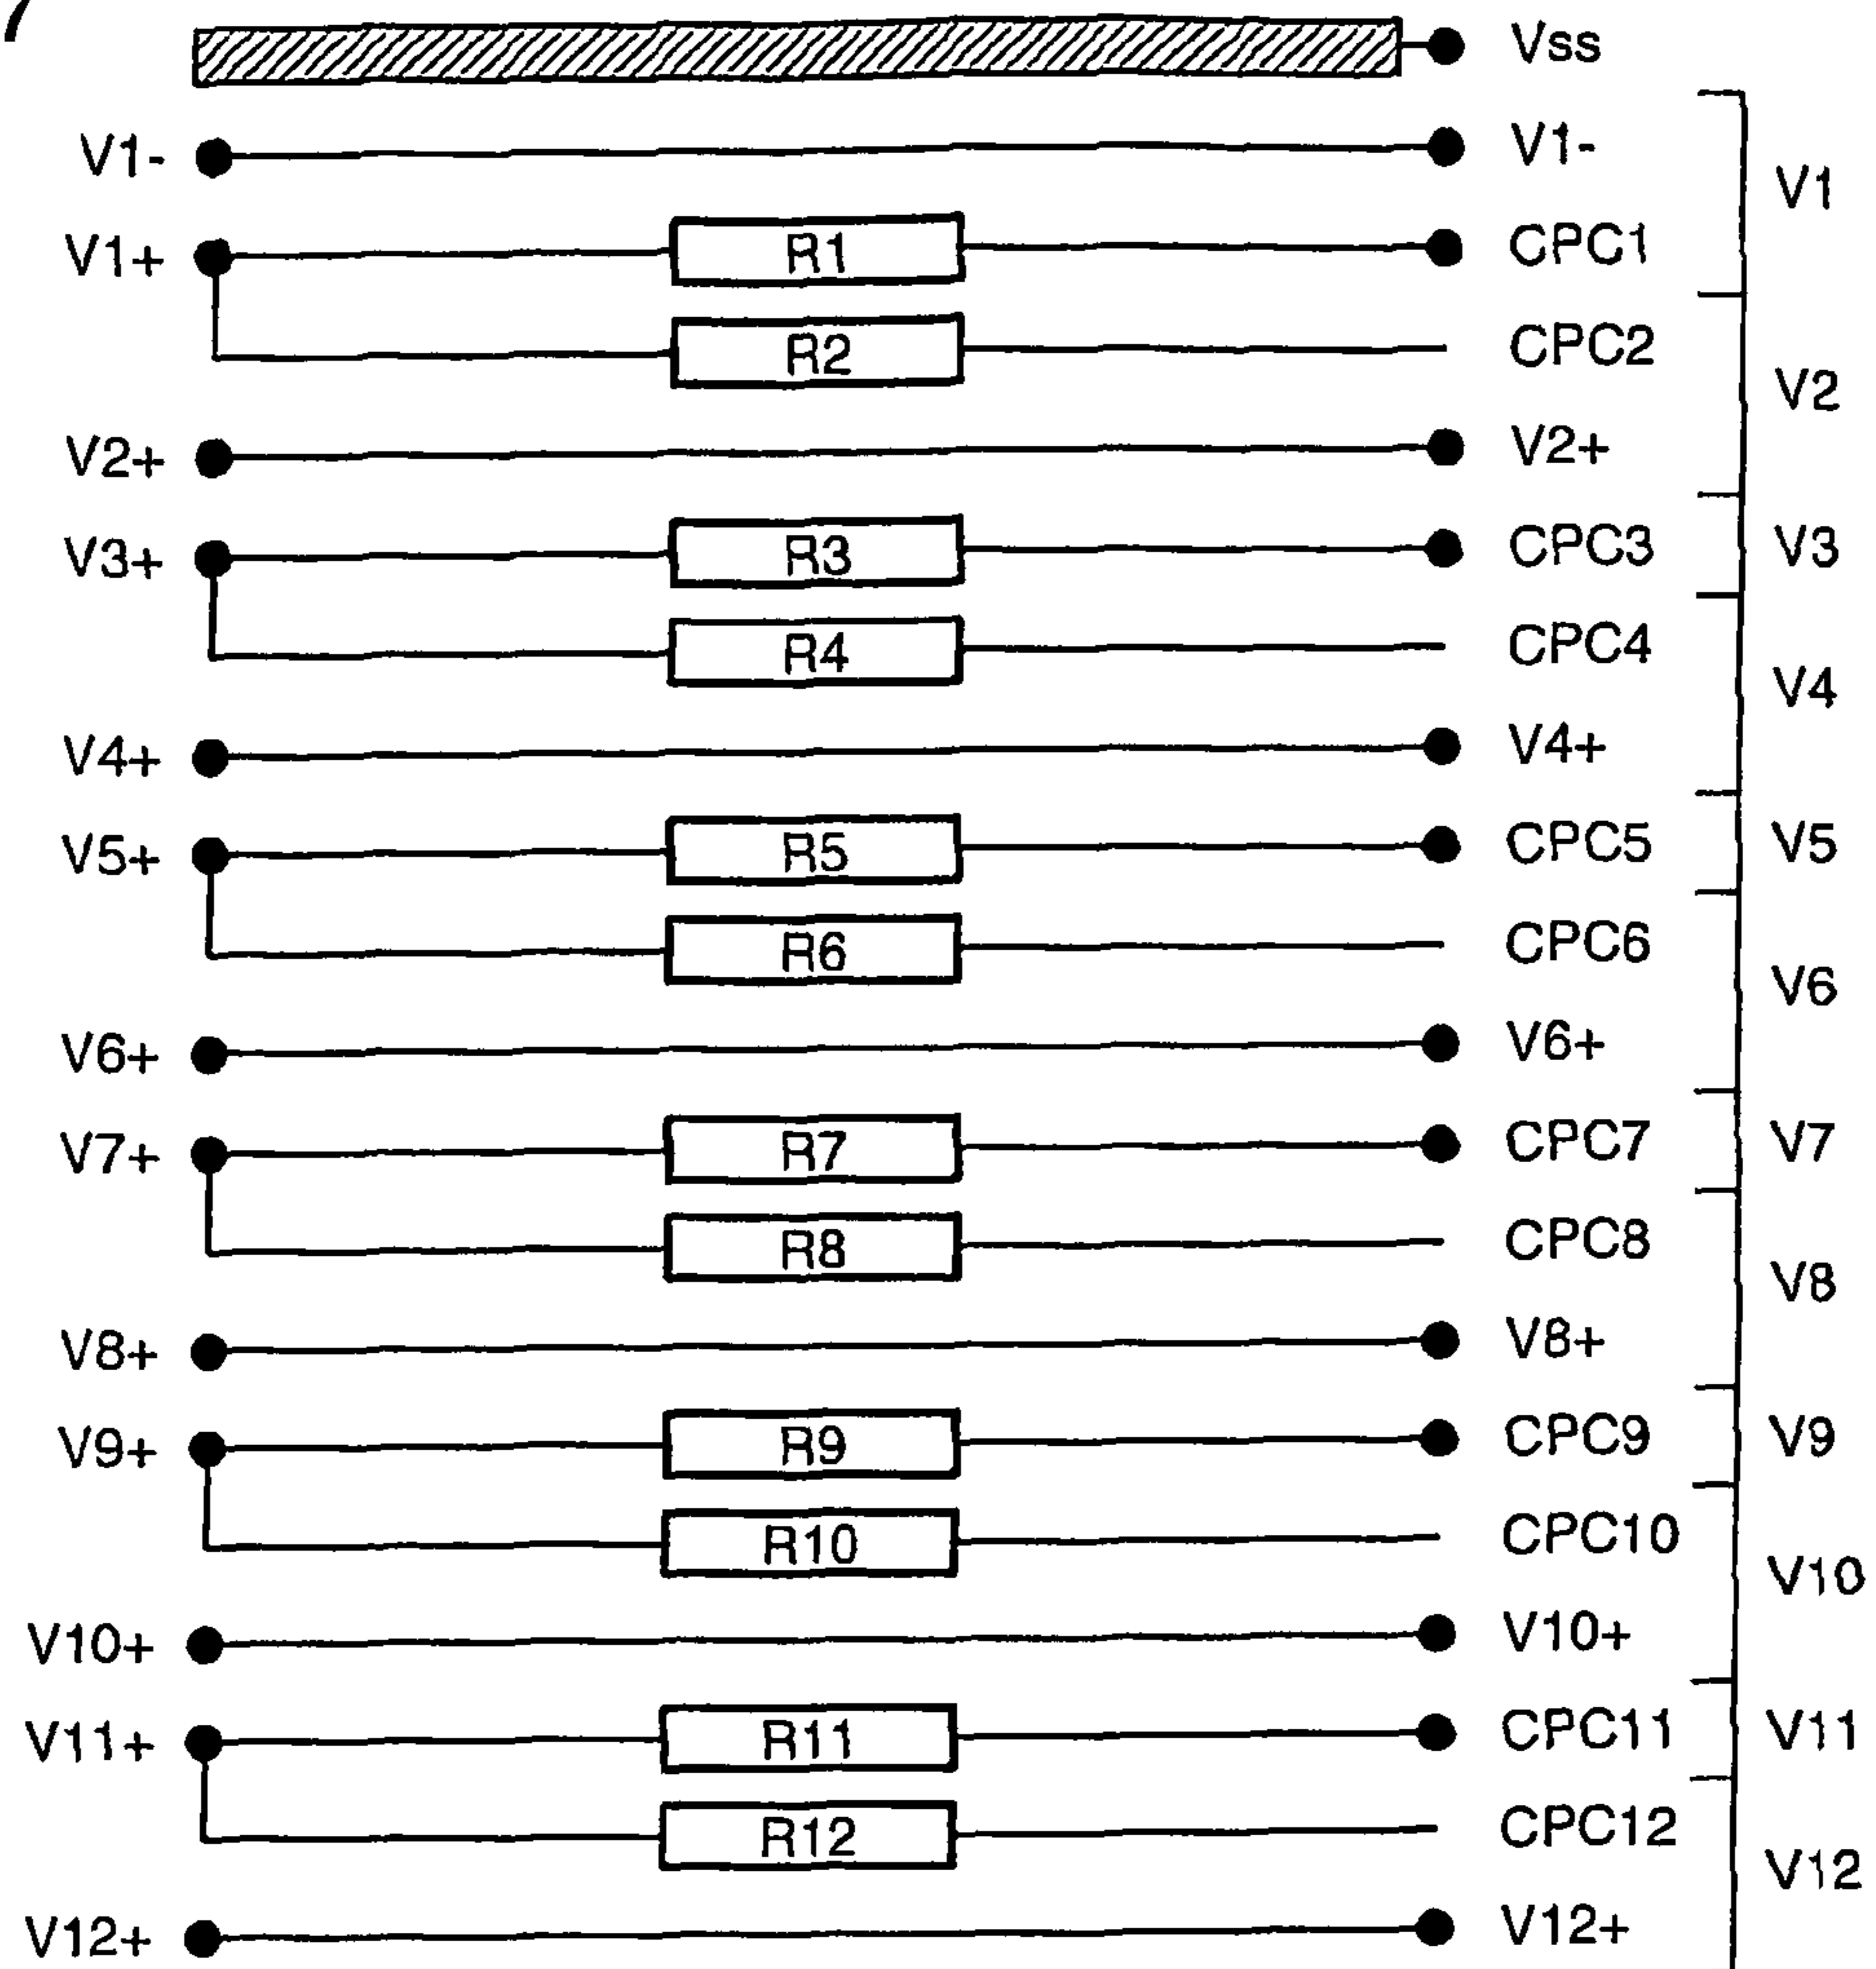 7
Vss
V1- V1-
V1
V1+ R1 CPC1
R2 CPC2
V2
V2+ V2+
V3+ R3 CPC3 V3
R4 CPC4
V4
V4+ V4+
V5+ R5 CPC5 V5
R6 CPC6
V6
V6+ V6+
V7+ R7 CPC7 V7
R8 CPC8
V8
V8+ V8+
V9+ R9 CPC9 V9
R10 CPC10
V10
V10+ V10+
V11+ R11 CPC11 V11
R12 CPC12
V12
V12+ V12+